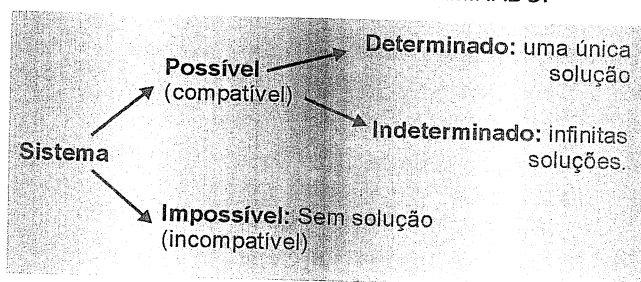 Determinado: uma única
solução
Possível
(compatível)
Indeterminado: infinitas
soluções.
Sistema
Impossível: Sem solução
(incompatível)